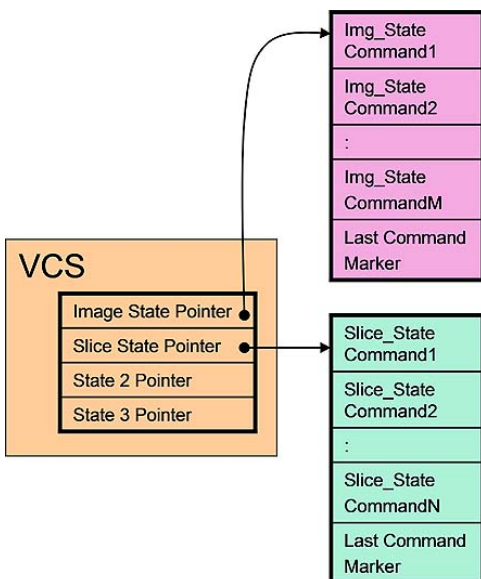 VCS
Image State Pointer
Slice State Pointer
State 2 Pointer
State 3 Pointer
Img_State
Command1
Img_State
Command2
:
Img_State
CommandM
Last Command
Marker
Slice_State
Command1
Slice_State
Command2
:
Slice_State
CommandN
Last Command
Marker